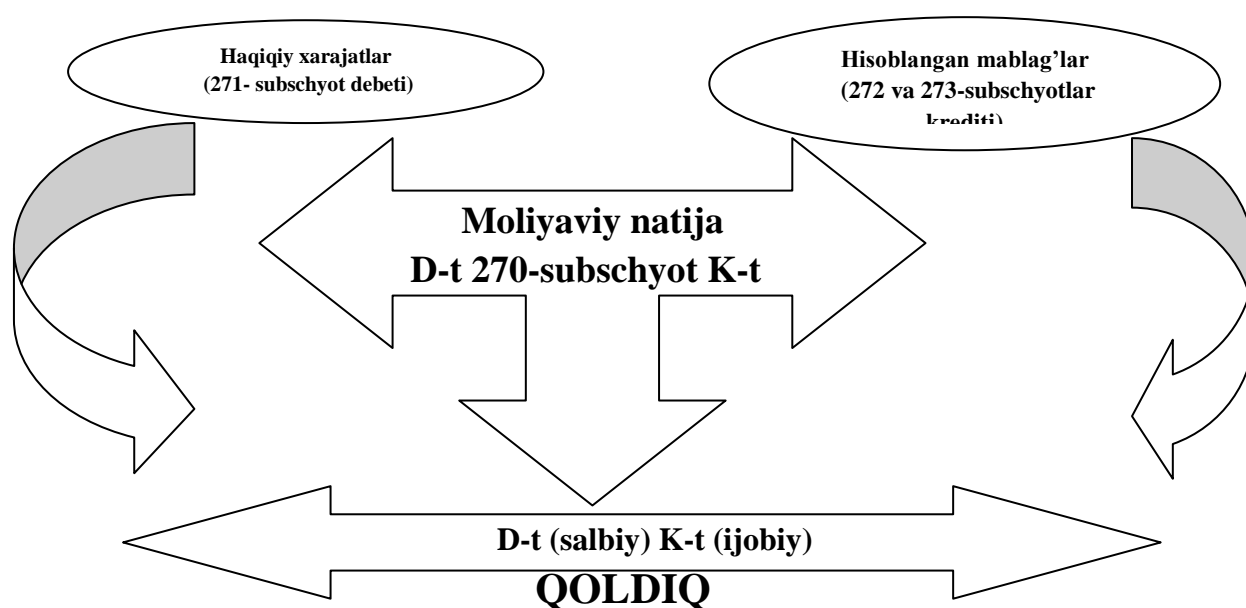 Haqiqiy xarajatlar
(271- subschyot debeti)
Hisoblangan mablag'lar
(272 va 273-subschyotlar
krediti)
Moliyaviy natija
D-t 270-subschyot K-t
D-t (salbiy) K-t (ijobiy)
QOLDIQ